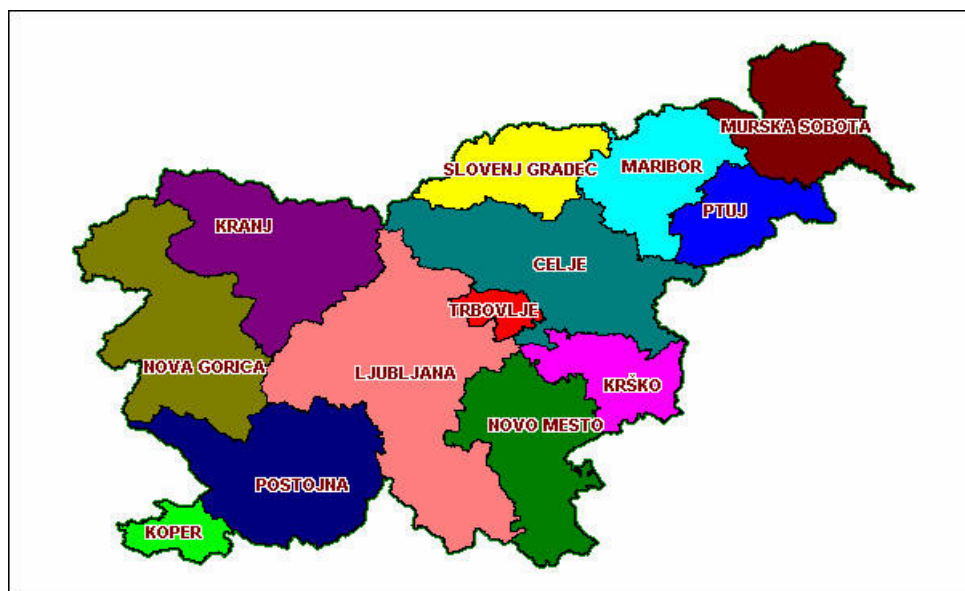 MURSKA SOBOTA
SLOVENJ GRADEC
MARIBOR
PTUJ
KRANJ
CELJE
TRBOVLJE
NOVA GORICA
LJUBLJANA
KRŠKO
NOVO MESTO
POSTOJNA
KOPER